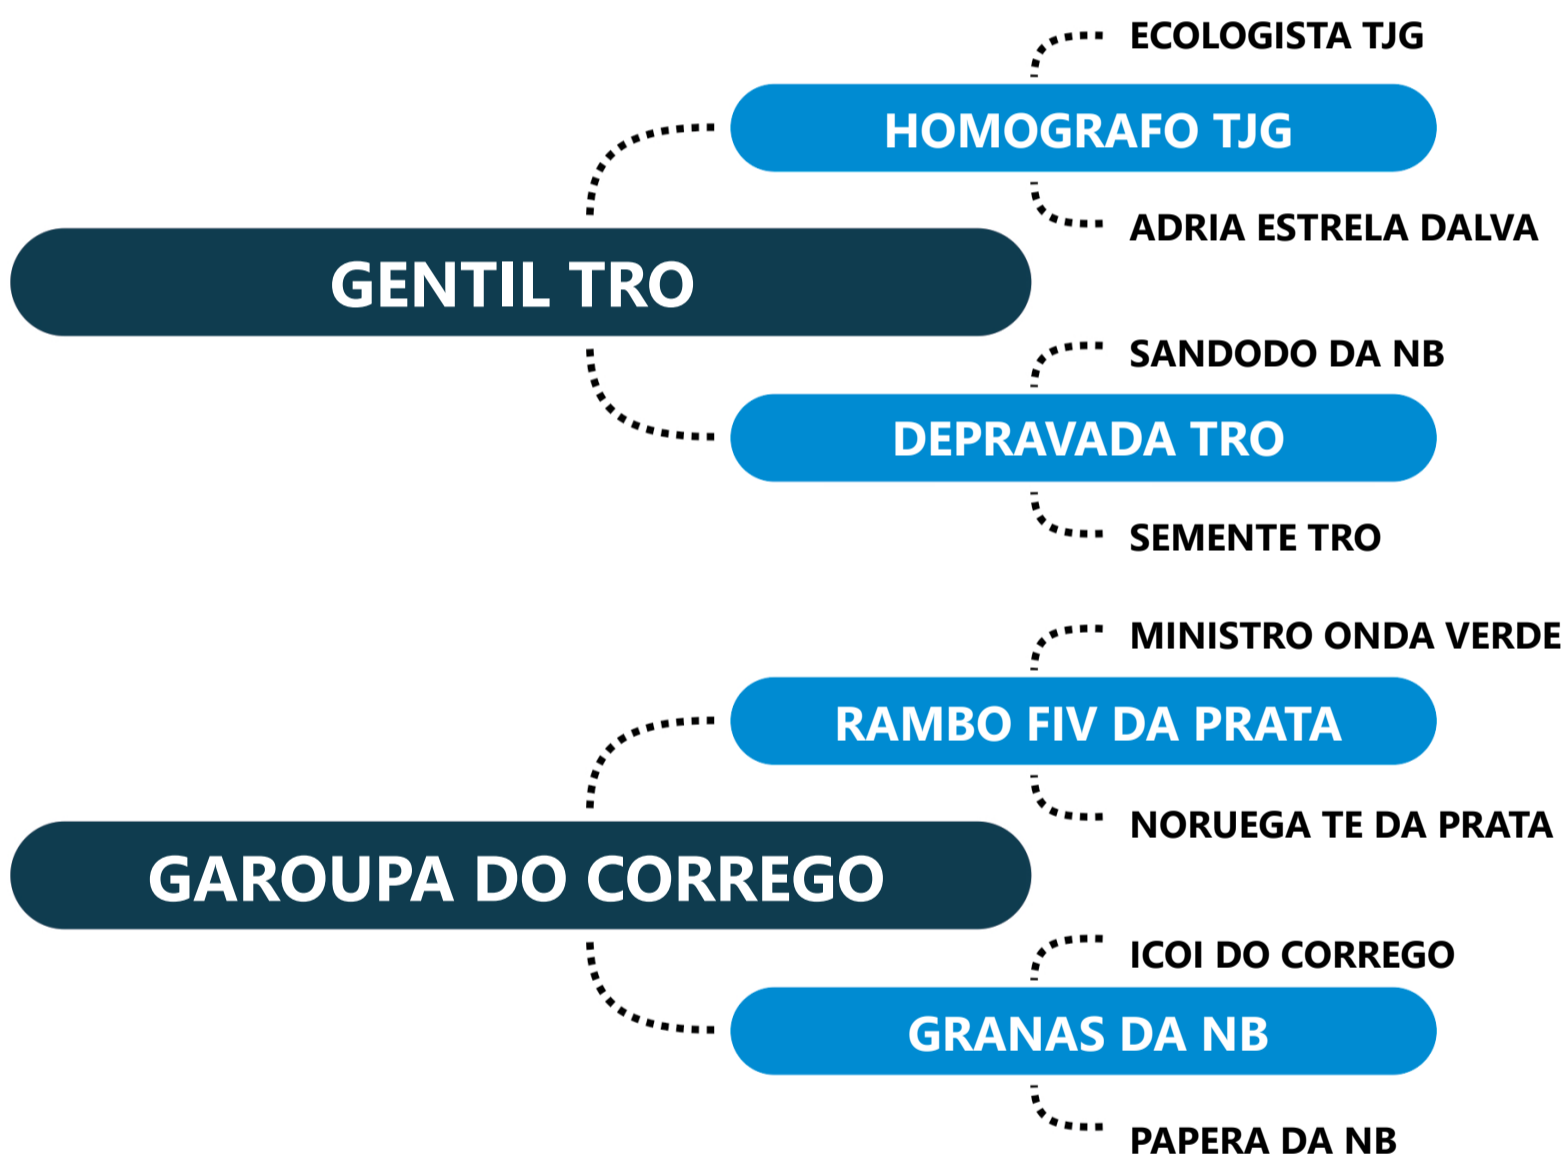 ECOLOGISTA TJG
HOMOGRAFO TJG
ADRIA ESTRELA DALVA
GENTIL TRO
SANDODO DA NB
DEPRAVADA TRO
SEMENTE TRO
MINISTRO ONDA VERDE
RAMBO FIV DA PRATA
NORUEGA TE DA PRATA
GAROUPA DO CORREGO
ICOI DO CORREGO
GRANAS DA NB
PAPERA DA NB